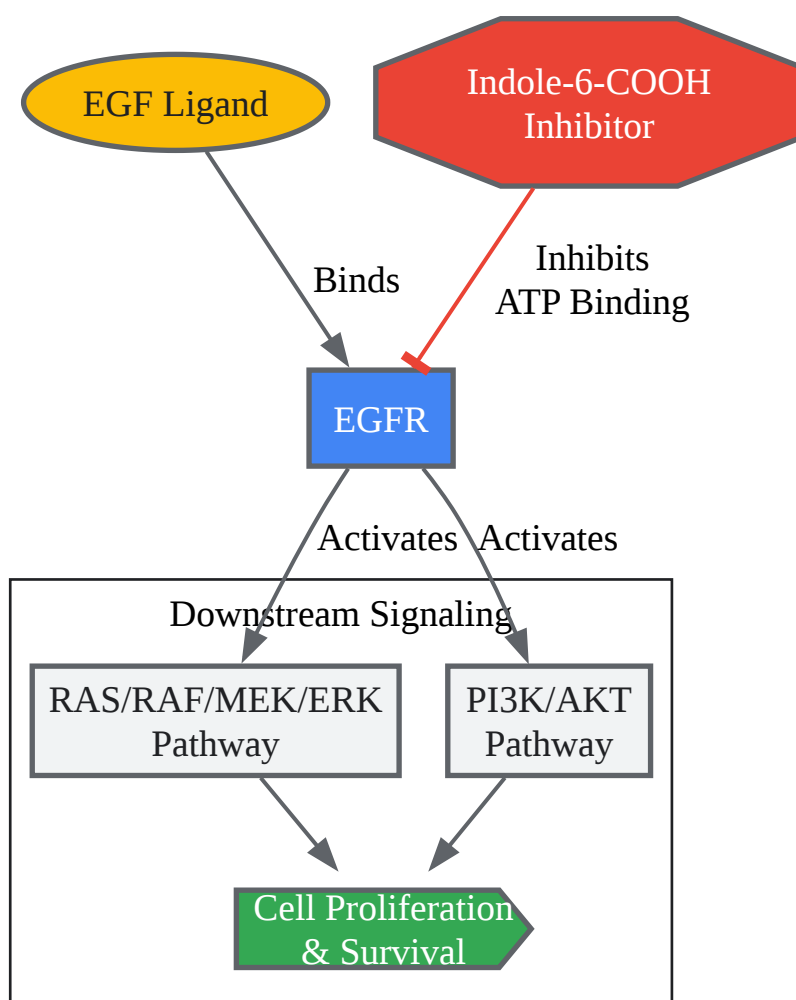 EGF Ligand
Indole-6-COOH
Inhibitor
Binds
Inhibits
ATP Binding
EGFR
Activates
Activates
Downstream Signaling
RAS/RAF/MEK/ERK
Pathway
PI3K/AKT
Pathway
Cell Proliferation
& Survival